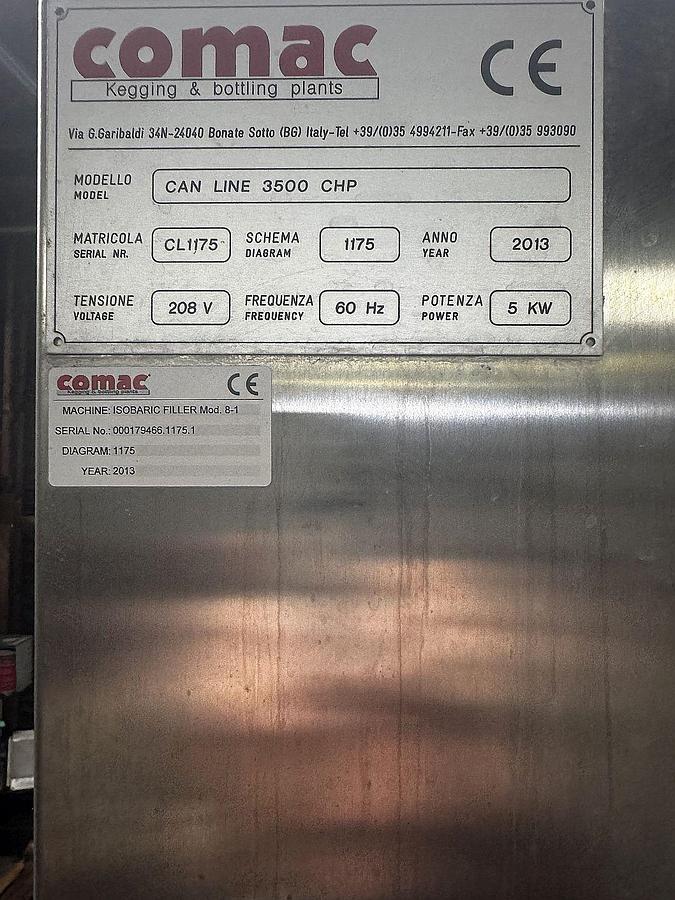 comac
CE
Kegging & bottling plants
Via G.Garibaldi 34N-24040 Bonate Sotto (BG) Italy-Tel +39/(0)35 4994211-Fax +39/(0)35 993090
MODELLO
MODEL
CAN LINE 3500 CHP
MATRICOLA
SERIAL NR.
CL1175
SCHEMA
DIAGRAM
1175
ANNO
YEAR
2013
TENSIONE
VOLTAGE
208 V
FREQUENZA
FREQUENCY
60 Hz
POTENZA
POWER
5 KW
comac
CE
Kegging & bottling plants
MACHINE: ISOBARIC FILLER Mod. 8-1
SERIAL No.: 000179466.1175.1
DIAGRAM: 1175
YEAR: 2013